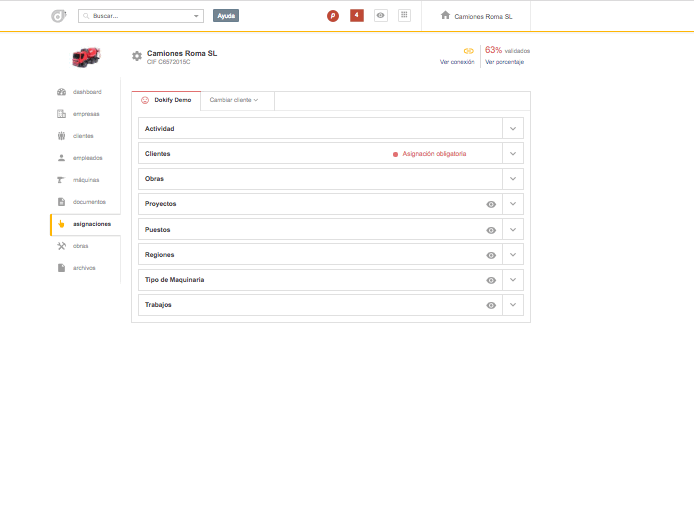 Buscar...
Ayuda
p
4
Camiones Roma SL
Camiones Roma SL
CIF C6572015C
Ver conexión
63% validados
Ver porcentaje
dashboard
empresas
clientes
empleados
máquinas
documentos
asignaciones
obras
archivos
Dokify Demo
Cambiar cliente
Actividad
Clientes
Asignación obligatoria
Obras
Proyectos
Puestos
Regiones
Tipo de Maquinaria
Trabajos